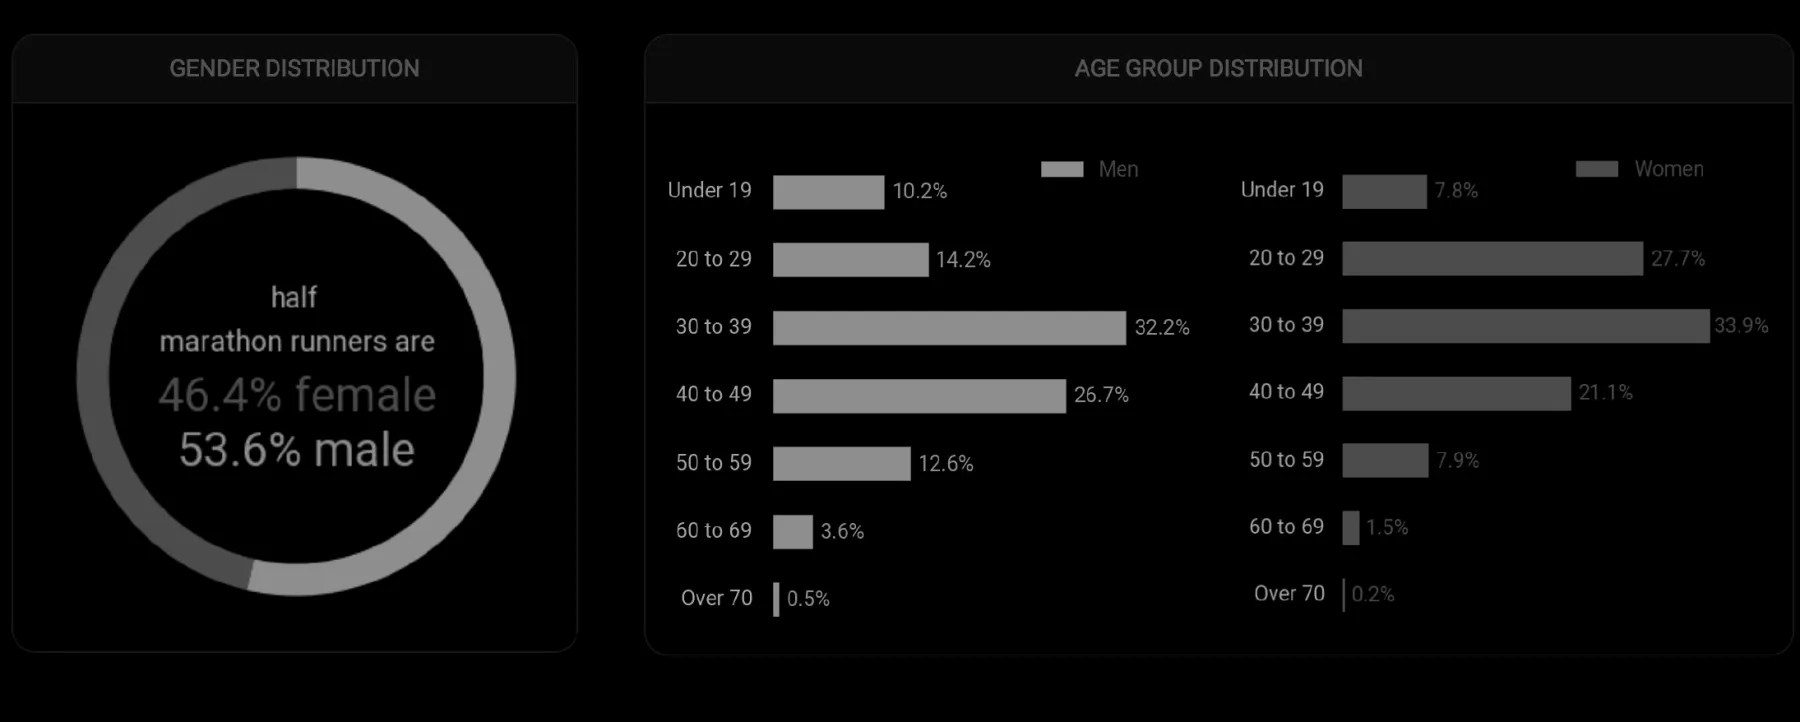 GENDER DISTRIBUTION
half
marathon runners are
46.4% female
53.6% male
AGE GROUP DISTRIBUTION
Men
Under 19 10.2%
20 to 29 14.2%
30 to 39 32.2%
40 to 49 26.7%
50 to 59 12.6%
60 to 69 3.6%
Over 70 0.5%
Women
Under 19 7.8%
20 to 29 27.7%
30 to 39 33.9%
40 to 49 21.1%
50 to 59 7.9%
60 to 69 1.5%
Over 70 0.2%